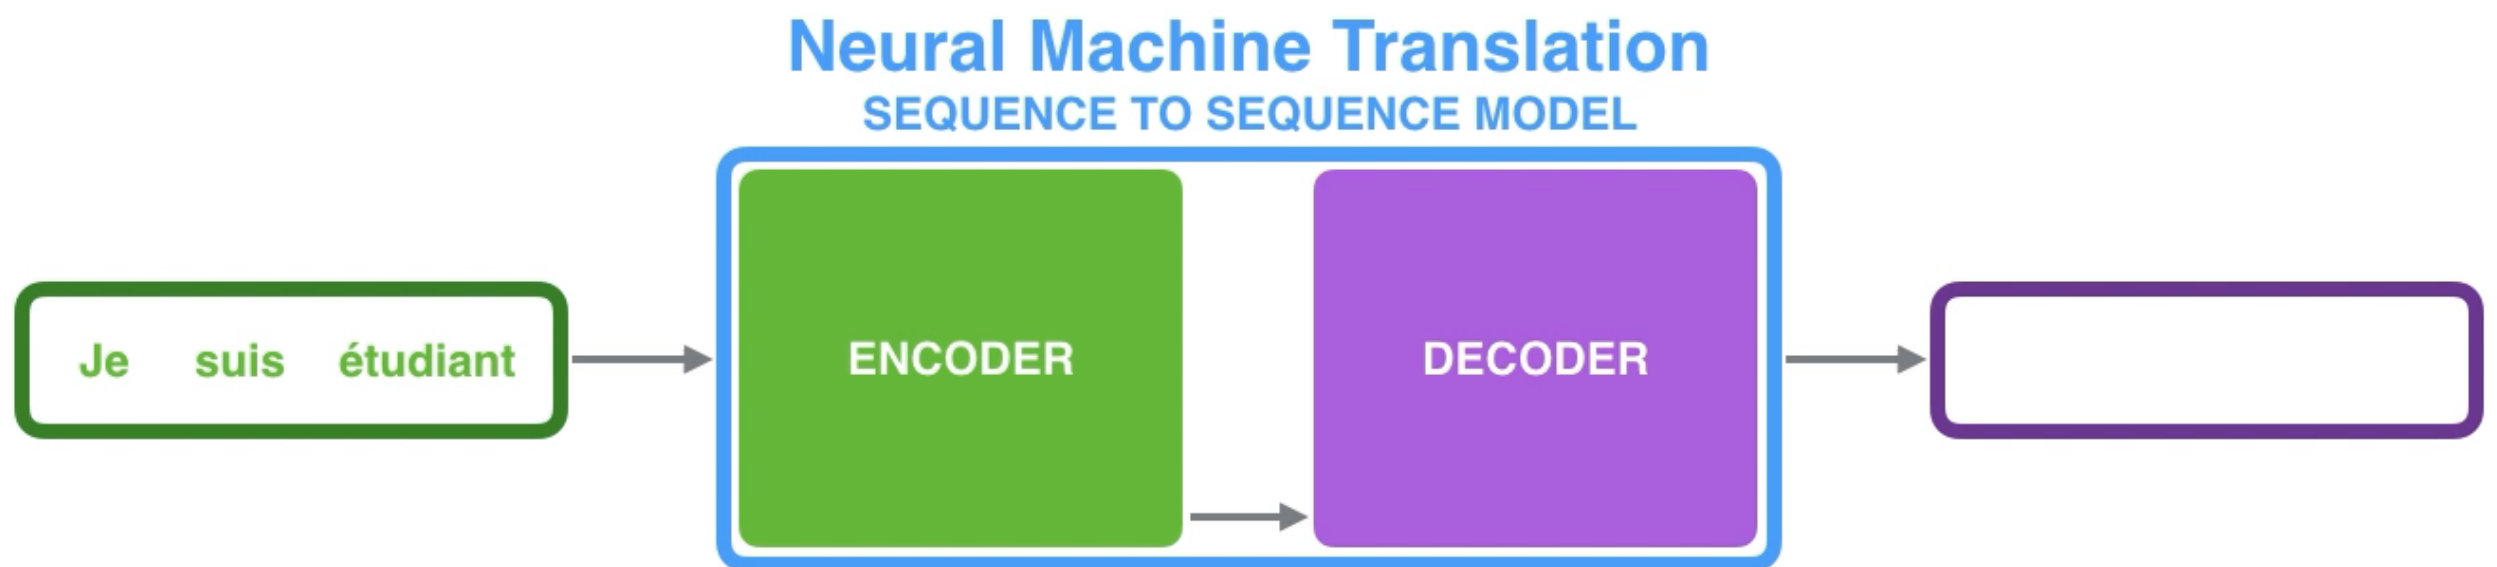 Neural Machine Translation
SEQUENCE TO SEQUENCE MODEL
Je suis étudiant
ENCODER
DECODER